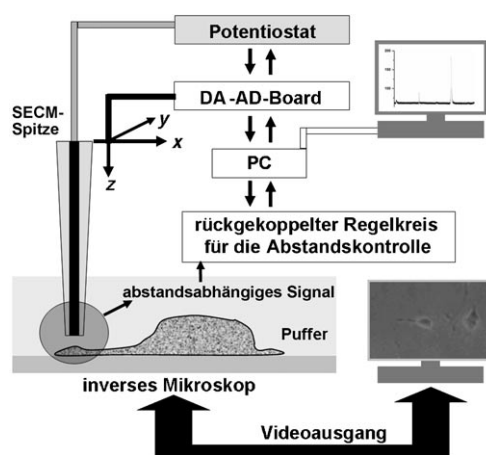 Potentiostat
DA-AD-Board
SECM-
Spitze
y
x
z
PC
rückgekoppelter Regelkreis
für die Abstandskontrolle
abstandsabhängiges Signal
Puffer
inverses Mikroskop
Videoausgang